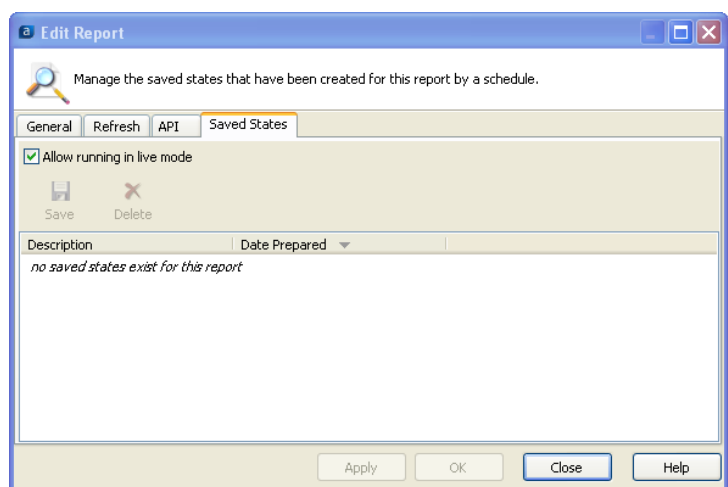 a Edit Report
Manage the saved states that have been created for this report by a schedule.
General Refresh API Saved States
Allow running in live mode
Save Delete
Description Date Prepared
no saved states exist for this report
Apply OK Close Help